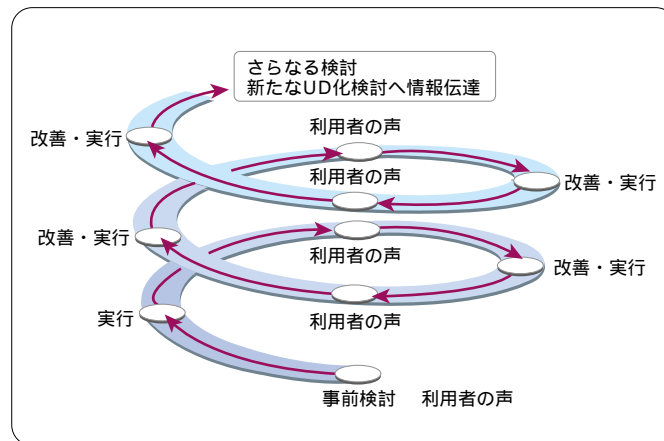 さらなる検討
新たなUD化検討へ情報伝達
利用者の声
改善・実行
利用者の声
改善・実行
改善・実行
利用者の声
改善・実行
実行
利用者の声
事前検討　利用者の声